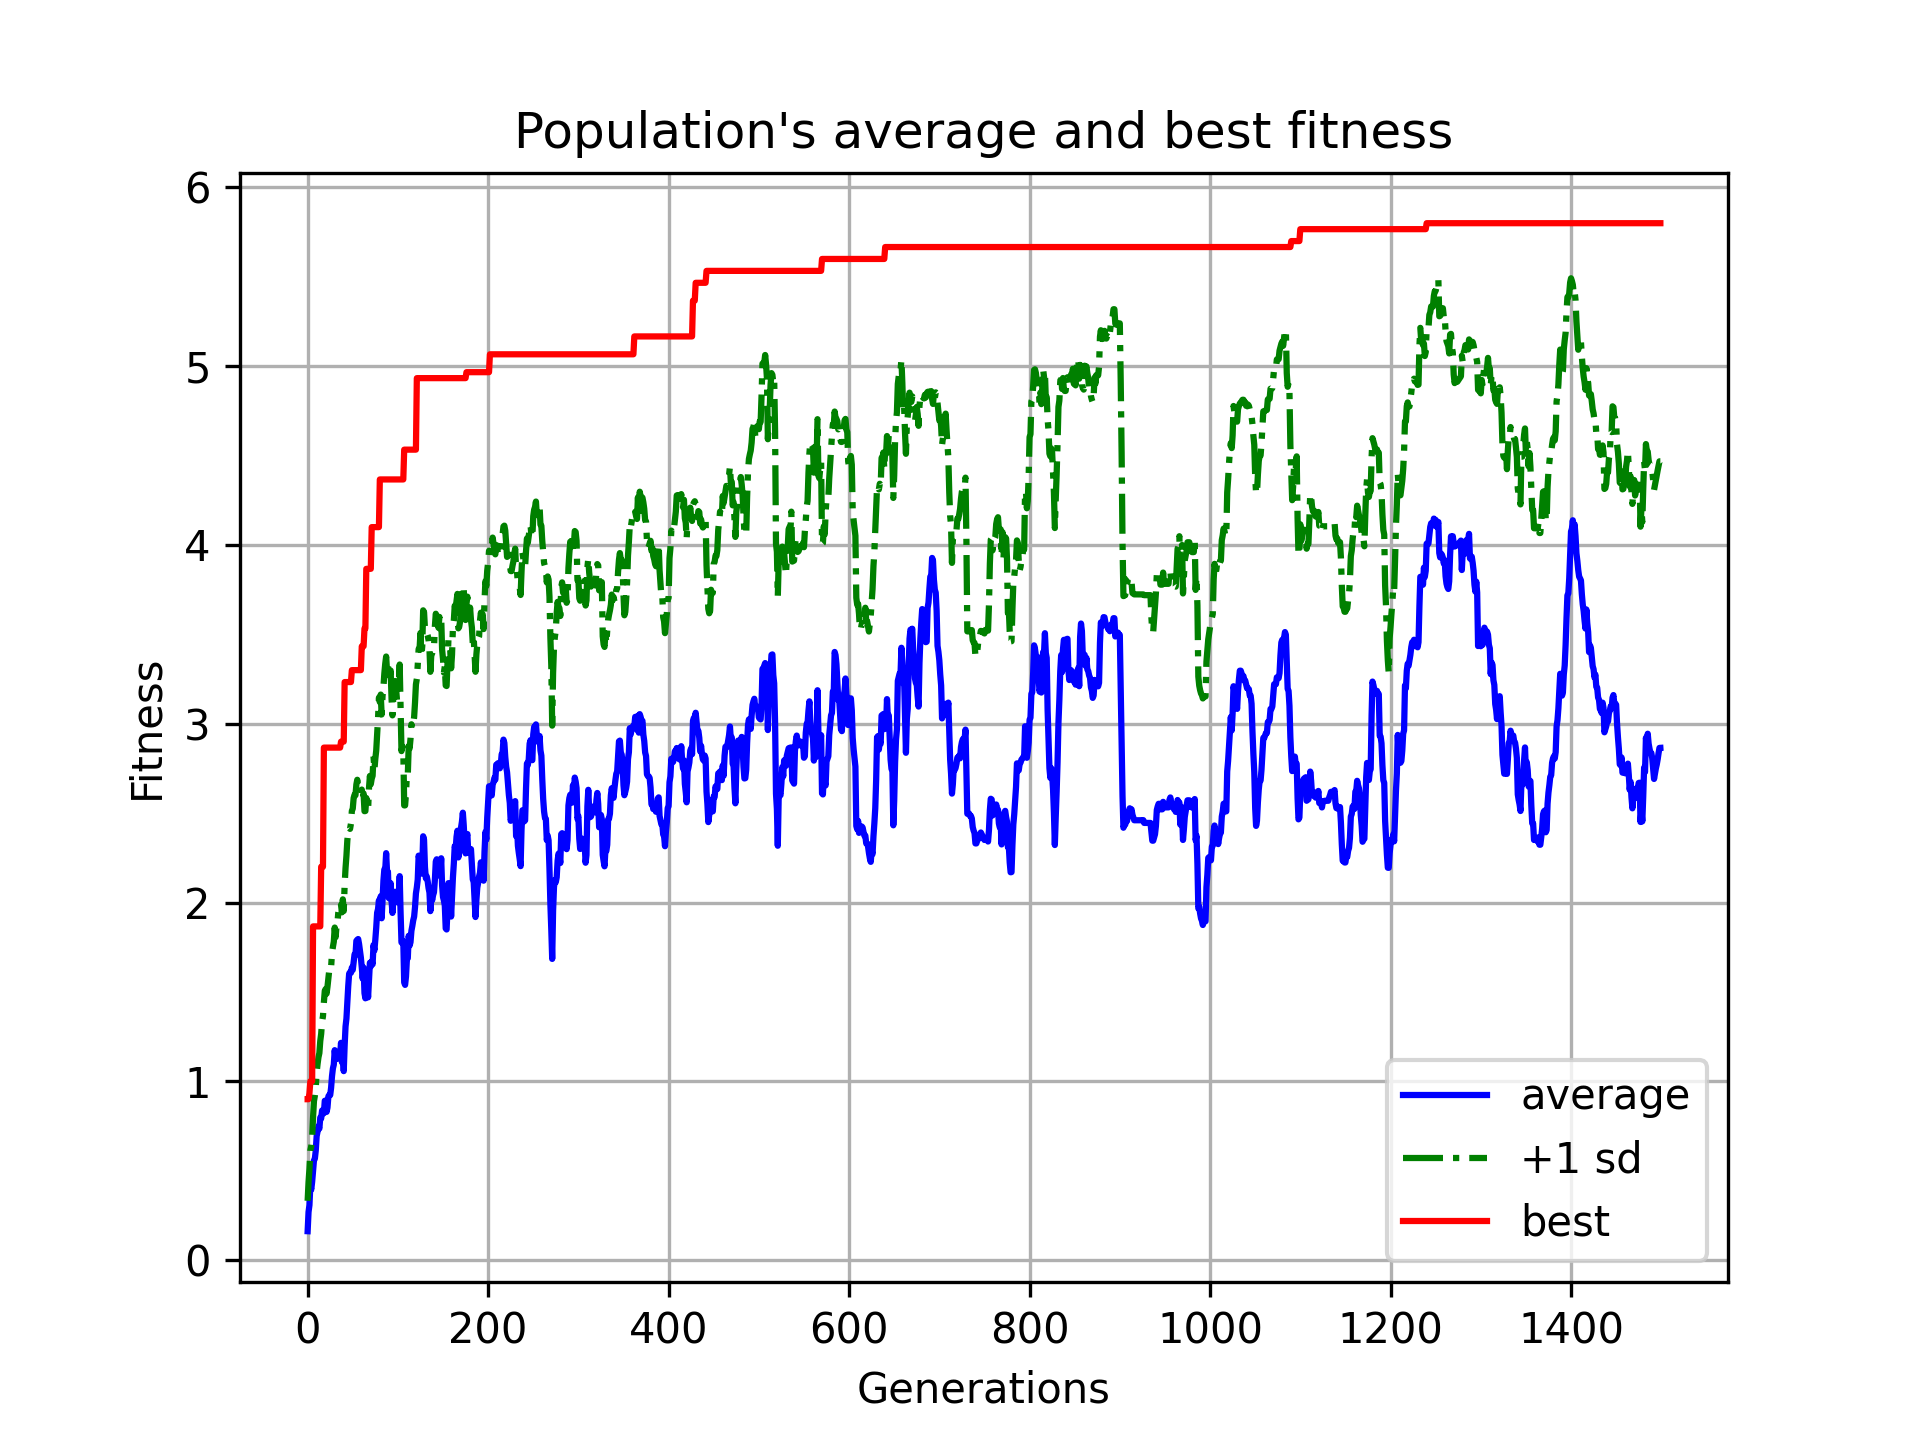 Population's average and best fitness
6
5
4
3
2
1
0
Fitness
average
+1 sd
best
0 200 400 600 800 1000 1200 1400
Generations